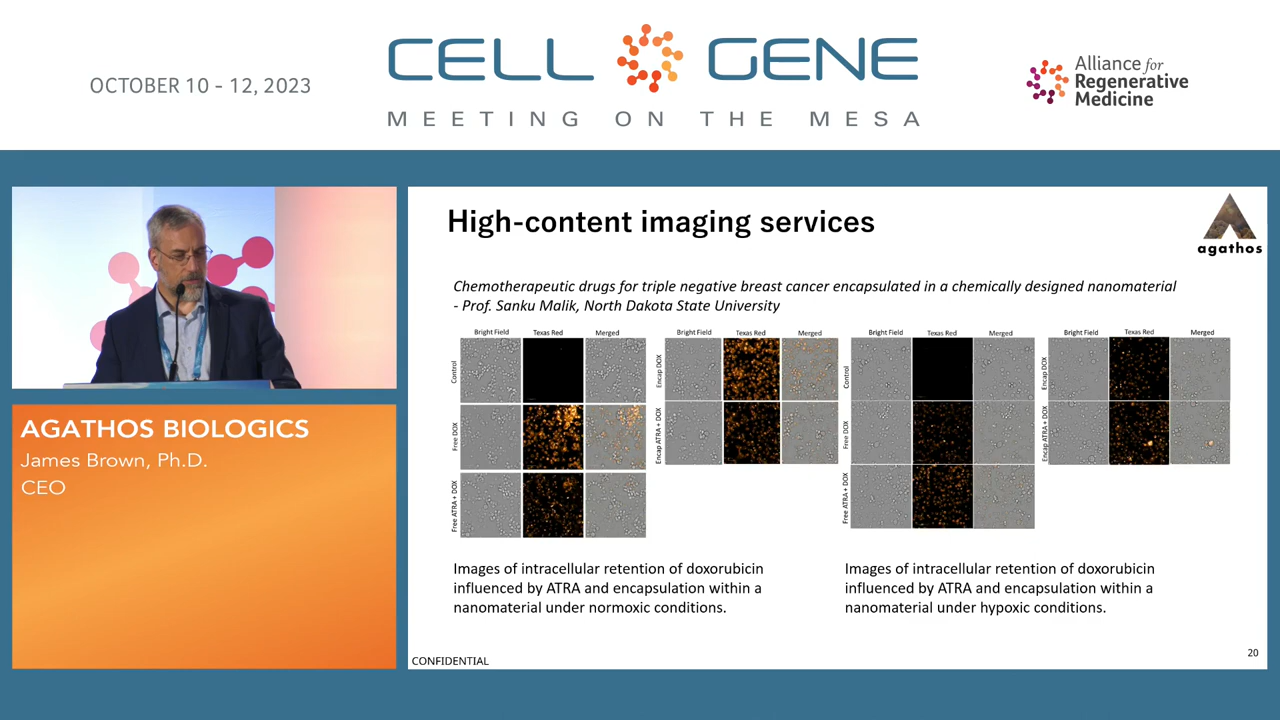 OCTOBER 10 - 12, 2023
CELL GENE
MEETING ON THE MESA
Alliance for
Regenerative
Medicine
AGATHOS BIOLOGICS
James Brown, Ph.D.
CEO
High-content imaging services
agathos
Chemotherapeutic drugs for triple negative breast cancer encapsulated in a chemically designed nanomaterial
- Prof. Sanku Malik, North Dakota State University
Bright Field Texas Red Merged
Control
Free DOX
Free ATRA + DOX
Bright Field Texas Red Merged
Encap DOX
Encap ATRA + DOX
Images of intracellular retention of doxorubicin
influenced by ATRA and encapsulation within a
nanomaterial under normoxic conditions.
Bright Field Texas Red Merged
Control
Free DOX
Free ATRA + DOX
Bright Field Texas Red Merged
Encap DOX
Encap ATRA + DOX
Images of intracellular retention of doxorubicin
influenced by ATRA and encapsulation within a
nanomaterial under hypoxic conditions.
CONFIDENTIAL
20